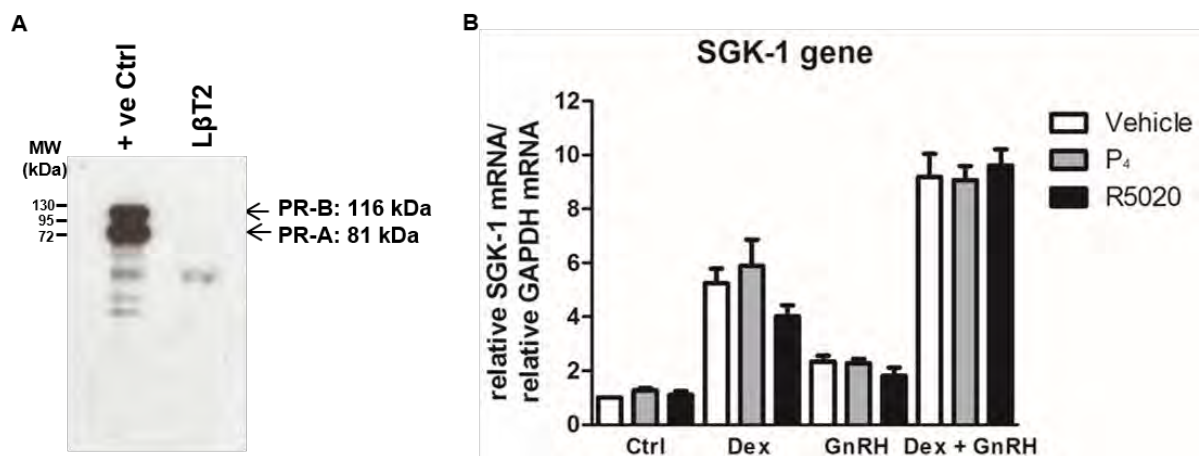 A
+ ve Ctrl
LβT2
MW
(kDa)
130
95
72
PR-B: 116 kDa
PR-A: 81 kDa
B
SGK-1 gene
relative SGK-1 mRNA/
relative GAPDH mRNA
12
10
8
6
4
2
0
Ctrl Dex GnRH Dex + GnRH
Vehicle
P₄
R5020